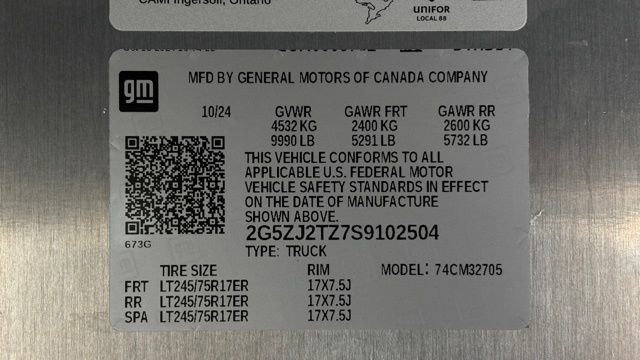 CAMI Ingersoll, Ontario
UNIFOR
LOCAL 88
gm
MFD BY GENERAL MOTORS OF CANADA COMPANY
10/24 GVWR GAWR FRT GAWR RR
4532 KG 2400 KG 2600 KG
9990 LB 5291 LB 5732 LB
THIS VEHICLE CONFORMS TO ALL
APPLICABLE U.S. FEDERAL MOTOR
VEHICLE SAFETY STANDARDS IN EFFECT
ON THE DATE OF MANUFACTURE
SHOWN ABOVE.
673G
2G5ZJ2TZ7S9102504
TYPE: TRUCK
TIRE SIZE RIM MODEL: 74CM32705
FRT LT245/75R17ER 17X7.5J
RR LT245/75R17ER 17X7.5J
SPA LT245/75R17ER 17X7.5J